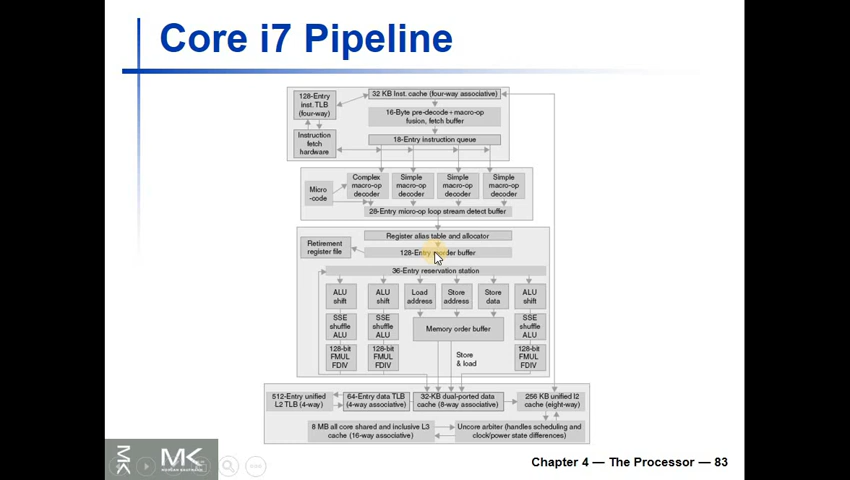 Core i7 Pipeline
128-Entry
inst. TLB
(four-way)
32 KB Inst. cache (four-way associative)
16-Byte pre-decode+macro-op
fusion, fetch buffer
Instruction
fetch
hardware
18-Entry instruction queue
Micro
-code
Complex
macro-op
decoder
Simple
macro-op
decoder
Simple
macro-op
decoder
Simple
macro-op
decoder
28-Entry micro-op loop stream detect buffer
Register alias table and allocator
Retirement
register file
128-Entry reorder buffer
36-Entry reservation station
ALU
shift
ALU
shift
Load
address
Store
address
Store
data
ALU
shift
SSE
shuffle
ALU
SSE
shuffle
ALU
Memory order buffer
SSE
shuffle
ALU
128-bit
FMUL
FDIV
128-bit
FMUL
FDIV
Store
& load
128-bit
FMUL
FDIV
512-Entry unified
L2 TLB (4-way)
64-Entry data TLB
(4-way associative)
32-KB dual-ported data
cache (8-way associative)
256 KB unified l2
cache (eight-way)
8 MB all core shared and inclusive L3
cache (16-way associative)
Uncore arbiter (handles scheduling and
clock/power state differences)
MK
MK
MORGAN KAUFMANN
Chapter 4 — The Processor — 83